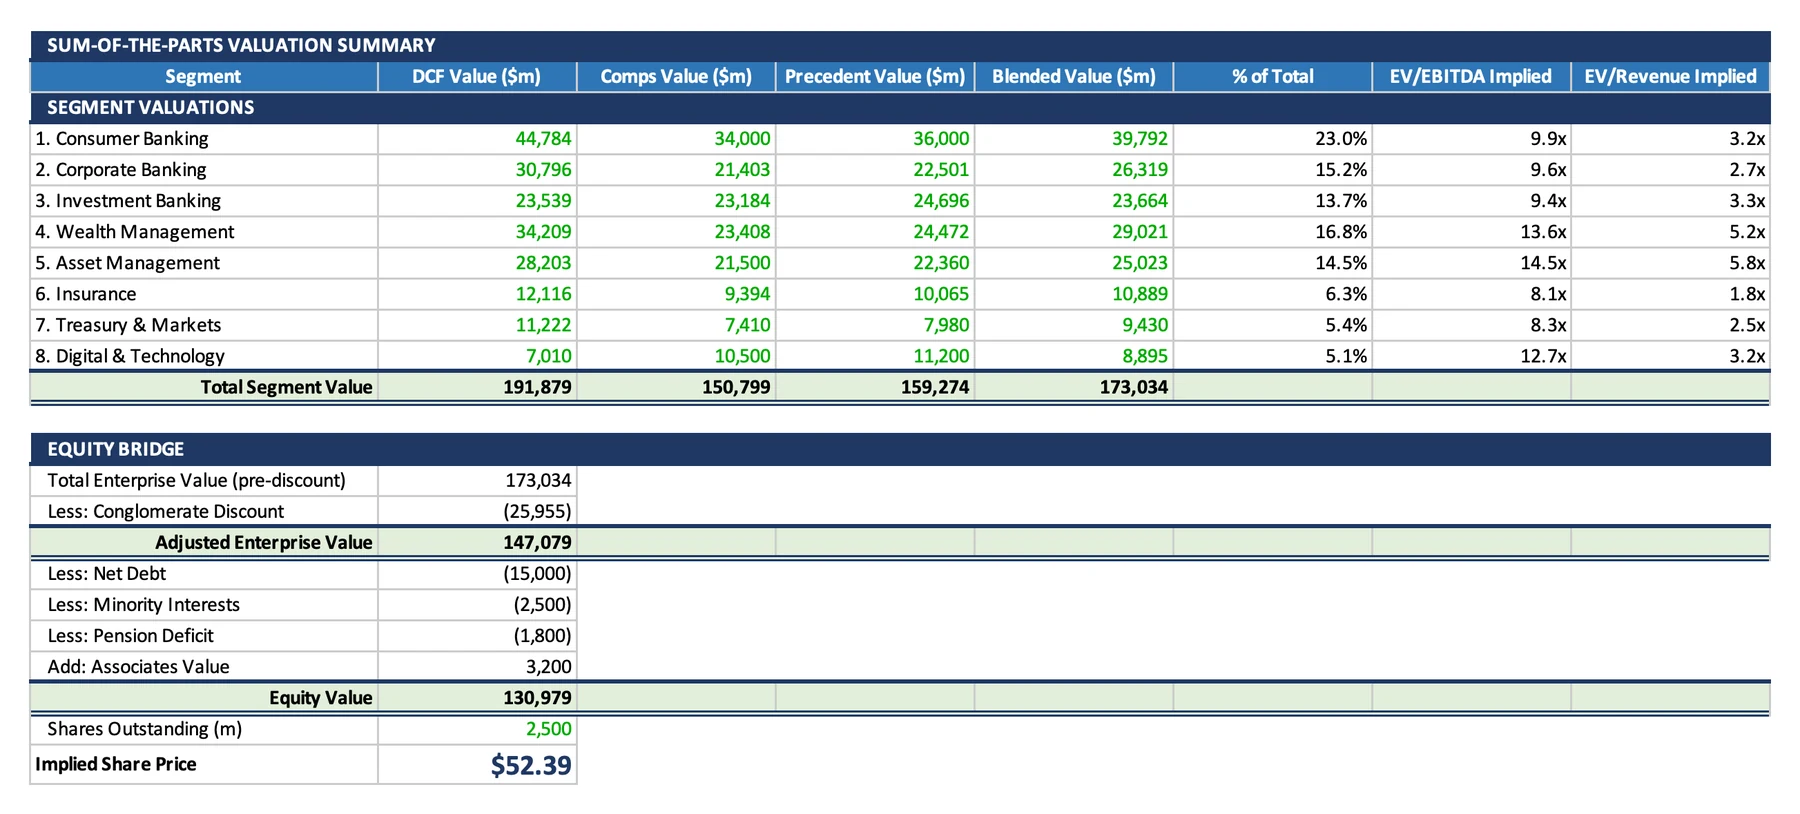 SUM-OF-THE-PARTS VALUATION SUMMARY
Segment DCF Value ($m) Comps Value ($m) Precedent Value ($m) Blended Value ($m) % of Total EV/EBITDA Implied EV/Revenue Implied
SEGMENT VALUATIONS
1. Consumer Banking 44,784 34,000 36,000 39,792 23.0% 9.9x 3.2x
2. Corporate Banking 30,796 21,403 22,501 26,319 15.2% 9.6x 2.7x
3. Investment Banking 23,539 23,184 24,696 23,664 13.7% 9.4x 3.3x
4. Wealth Management 34,209 23,408 24,472 29,021 16.8% 13.6x 5.2x
5. Asset Management 28,203 21,500 22,360 25,023 14.5% 14.5x 5.8x
6. Insurance 12,116 9,394 10,065 10,889 6.3% 8.1x 1.8x
7. Treasury & Markets 11,222 7,410 7,980 9,430 5.4% 8.3x 2.5x
8. Digital & Technology 7,010 10,500 11,200 8,895 5.1% 12.7x 3.2x
Total Segment Value 191,879 150,799 159,274 173,034
EQUITY BRIDGE
Total Enterprise Value (pre-discount) 173,034
Less: Conglomerate Discount (25,955)
Adjusted Enterprise Value 147,079
Less: Net Debt (15,000)
Less: Minority Interests (2,500)
Less: Pension Deficit (1,800)
Add: Associates Value 3,200
Equity Value 130,979
Shares Outstanding (m) 2,500
Implied Share Price $52.39